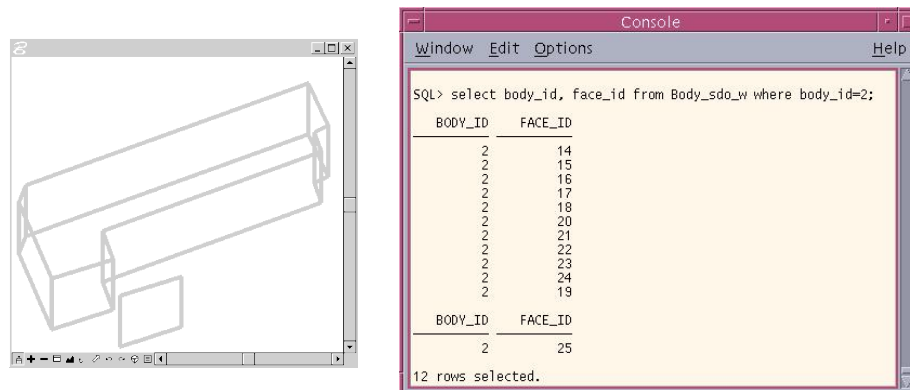 Console
Window Edit Options Help
SQL> select body_id, face_id from Body_sdo_w where body_id=2;
BODY_ID FACE_ID
2 14
2 15
2 16
2 17
2 18
2 20
2 21
2 22
2 23
2 24
2 19
BODY_ID FACE_ID
2 25
12 rows selected.